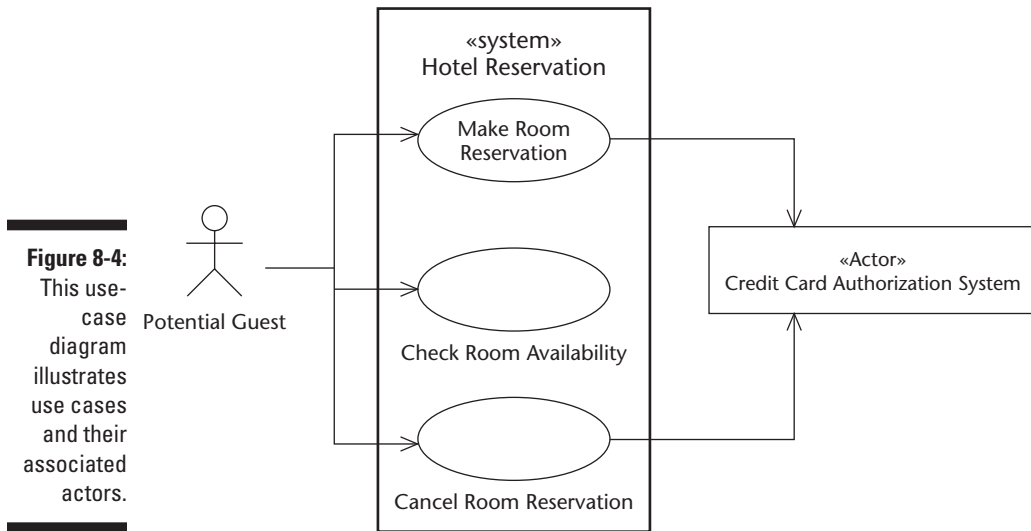 «system»
Hotel Reservation
Make Room
Reservation
Figure 8-4:
This use-
case
diagram
illustrates
use cases
and their
associated
actors.
Potential Guest
Check Room Availability
Cancel Room Reservation
«Actor»
Credit Card Authorization System